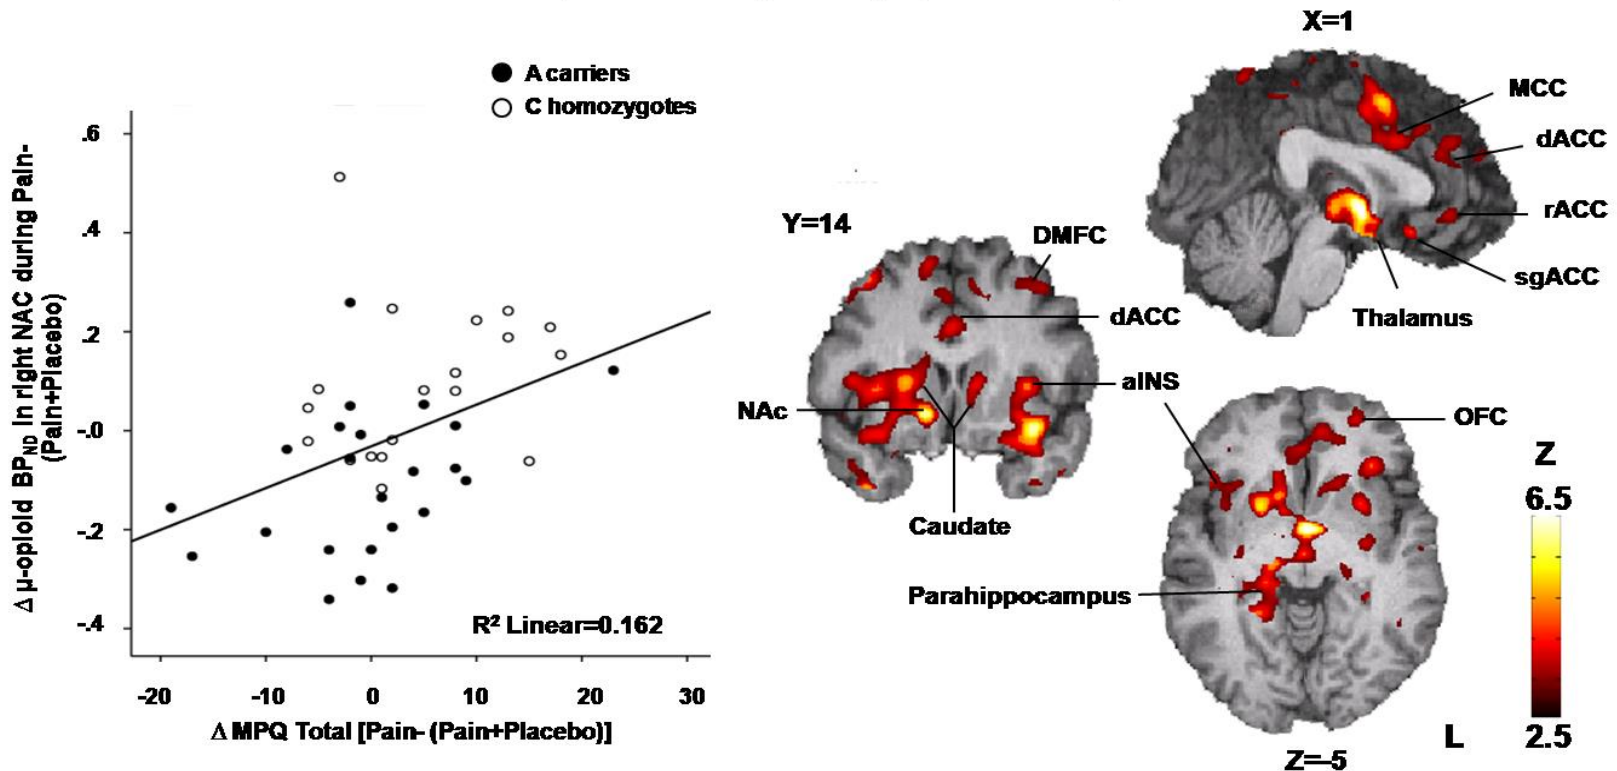 A carriers
C homozygotes
Δ μ-opioid BPND in right NAC during Pain-
(Pain+Placebo)
.6
.4
.2
-.0
-.2
-.4
R² Linear=0.162
-20 -10 0 10 20 30
Δ MPQ Total [Pain- (Pain+Placebo)]
X=1
MCC
dACC
rACC
sgACC
Thalamus
Y=14
DMFC
dACC
aINS
NAc
Caudate
OFC
Parahippocampus
Z
6.5
2.5
L
Z=-5